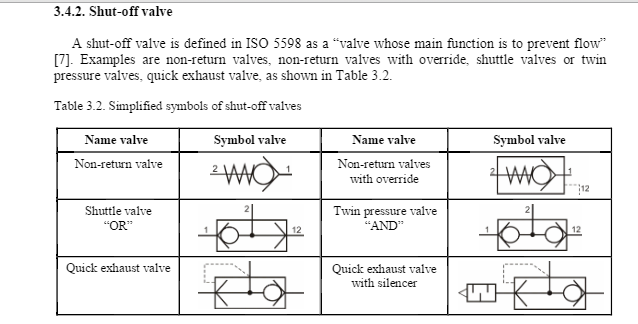 3.4.2. Shut-off valve
A shut-off valve is defined in ISO 5598 as a “valve whose main function is to prevent flow”
[7]. Examples are non-return valves, non-return valves with override, shuttle valves or twin
pressure valves, quick exhaust valve, as shown in Table 3.2.
Table 3.2. Simplified symbols of shut-off valves
Name valve Symbol valve Name valve Symbol valve
Non-return valve 2 1 Non-return valves
with override 2 1 12
Shuttle valve
“OR” 2 1 12 Twin pressure valve
“AND” 2 1 12
Quick exhaust valve Quick exhaust valve
with silencer